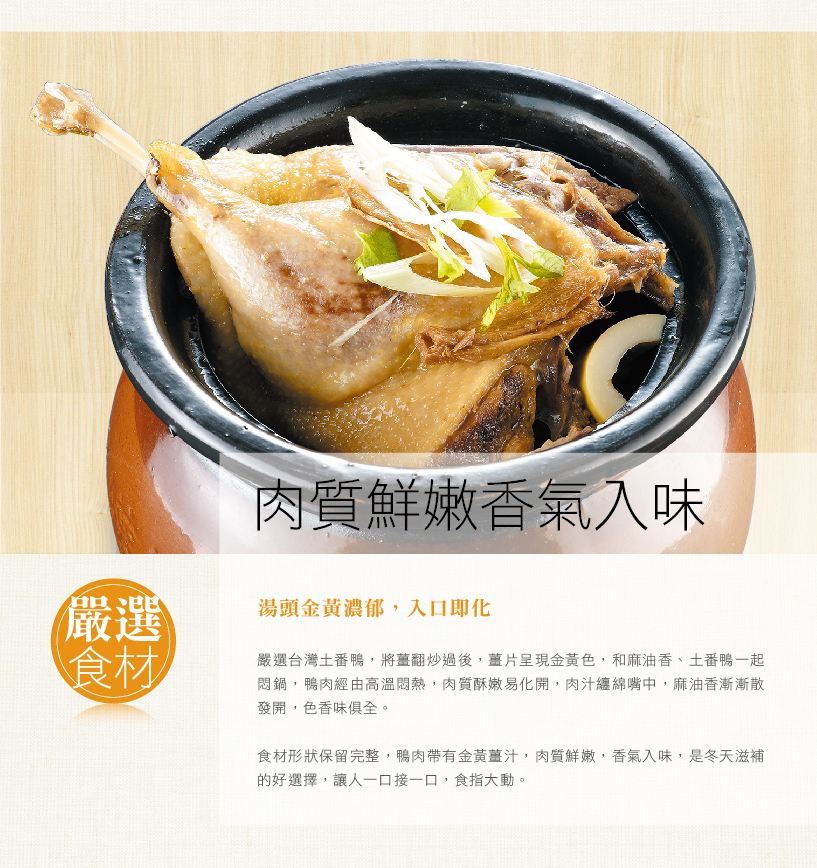 肉質鮮嫩香氣入味
嚴選
食材
湯頭金黃濃郁，入口即化
嚴選台灣土番鴨，將薑翻炒過後，薑片呈現金黃色，和麻油香、土番鴨一起
悶鍋，鴨肉經由高溫悶熱，肉質酥嫩易化開，肉汁纏綿嘴中，麻油香漸漸散
發開，色香味俱全。
食材形狀保留完整，鴨肉帶有金黃薑汁，肉質鮮嫩，香氣入味，是冬天滋補
的好選擇，讓人一口接一口，食指大動。